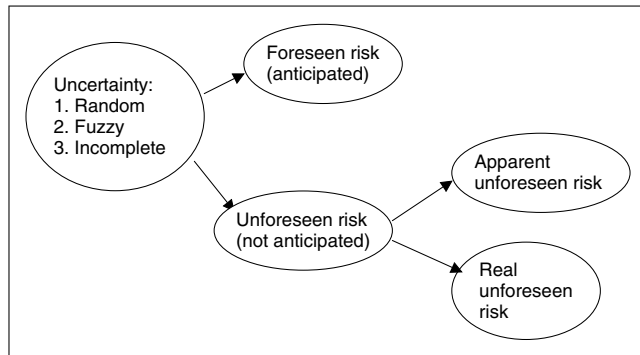 Uncertainty:
1. Random
2. Fuzzy
3. Incomplete
Foreseen risk
(anticipated)
Unforeseen risk
(not anticipated)
Apparent
unforeseen risk
Real
unforeseen
risk